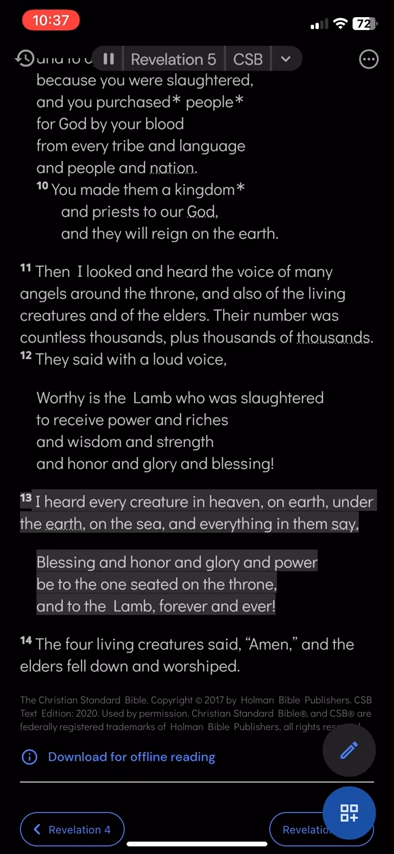 10:37
72
Revelation 5 CSB
because you were slaughtered,
and you purchased* people*
for God by your blood
from every tribe and language
and people and nation.
10 You made them a kingdom*
and priests to our God,
and they will reign on the earth.
11 Then I looked and heard the voice of many
angels around the throne, and also of the living
creatures and of the elders. Their number was
countless thousands, plus thousands of thousands.
12 They said with a loud voice,
Worthy is the Lamb who was slaughtered
to receive power and riches
and wisdom and strength
and honor and glory and blessing!
13 I heard every creature in heaven, on earth, under
the earth, on the sea, and everything in them say,
Blessing and honor and glory and power
be to the one seated on the throne,
and to the Lamb, forever and ever!
14 The four living creatures said, “Amen,” and the
elders fell down and worshiped.
The Christian Standard Bible. Copyright © 2017 by Holman Bible Publishers. CSB
Text Edition: 2020. Used by permission. Christian Standard Bible®, and CSB® are
federally registered trademarks of Holman Bible Publishers, all rights
Download for offline reading
Revelation 4